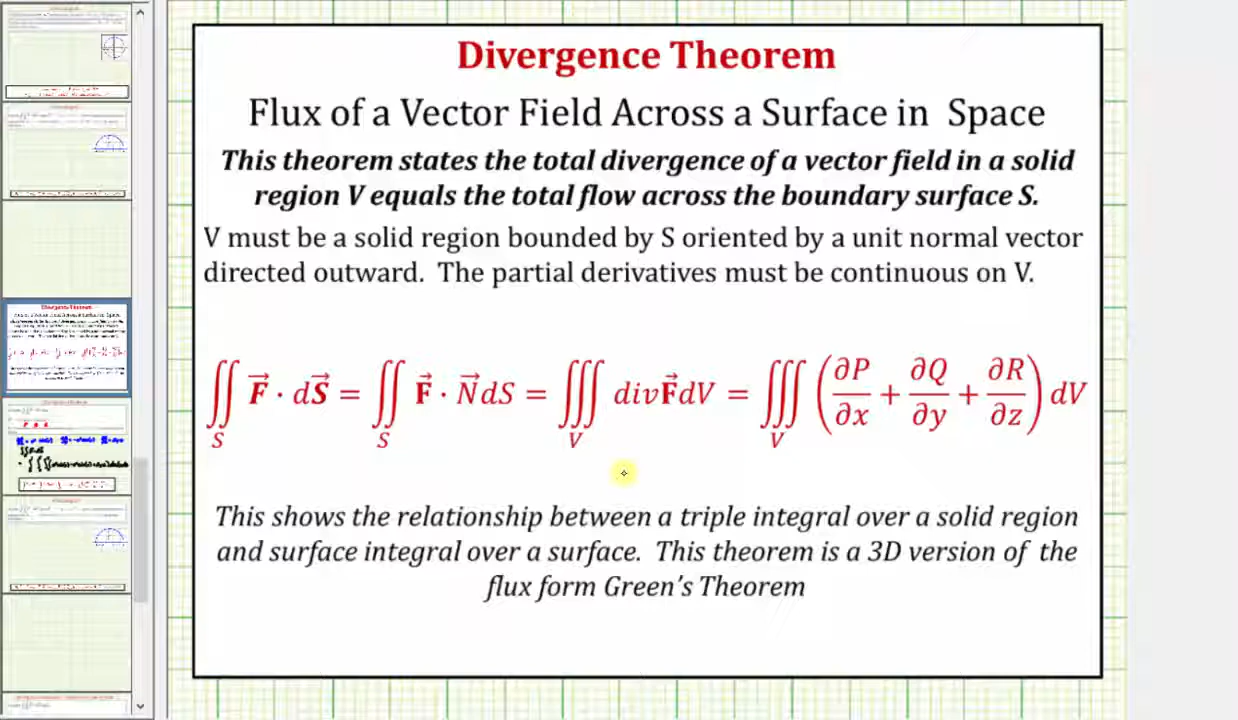 Divergence Theorem
Flux of a Vector Field Across a Surface in Space
This theorem states the total divergence of a vector field in a solid
region V equals the total flow across the boundary surface S.
V must be a solid region bounded by S oriented by a unit normal vector
directed outward. The partial derivatives must be continuous on V.
∬_S F⃗ · dS⃗ = ∬_S F⃗ · N⃗ dS = ∭_V div F⃗ dV = ∭_V (∂P/∂x + ∂Q/∂y + ∂R/∂z) dV
This shows the relationship between a triple integral over a solid region
and surface integral over a surface. This theorem is a 3D version of the
flux form Green's Theorem